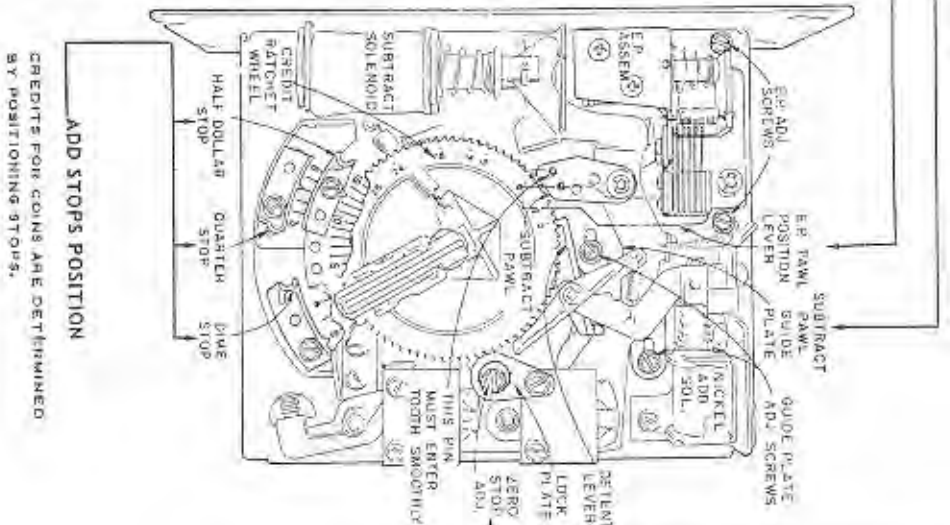 E.P. ADJ
SCREWS
E.P. PAWL
POSITION
LEVER
SUBTRACT
PAWL
GUIDE
PLATE
GUIDE PLATE
ADJ SCREWS
E.P.
ASSEM
SUBTRACT
SOLENOID
CREDIT
RATCHET
WHEEL
SUBTRACT
PAWL
NICKEL
ADD
SOL.
HALF DOLLAR
STOP
QUARTER
STOP
DIME
STOP
THIS PIN
MUST ENTER
TOOTH SMOOTHLY
ZERO
STOP
ADJ.
LOCK
PLATE
DETENT
LEVER
ADD STOPS POSITION
CREDITS FOR COINS ARE DETERMINED
BY POSITIONING STOPS.